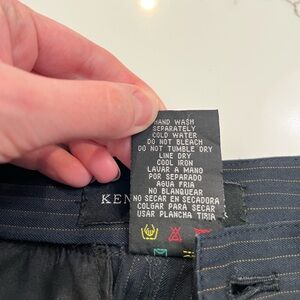 HAND WASH
SEPARATELY
COLD WATER
DO NOT BLEACH
DO NOT TUMBLE DRY
LINE DRY
COOL IRON
LAVAR A MANO
POR SEPARADO
AGUA FRIA
NO BLANQUEAR
NO SECAR EN SECADORA
COLGAR PARA SECAR
USAR PLANCHA TIBIA
KEN